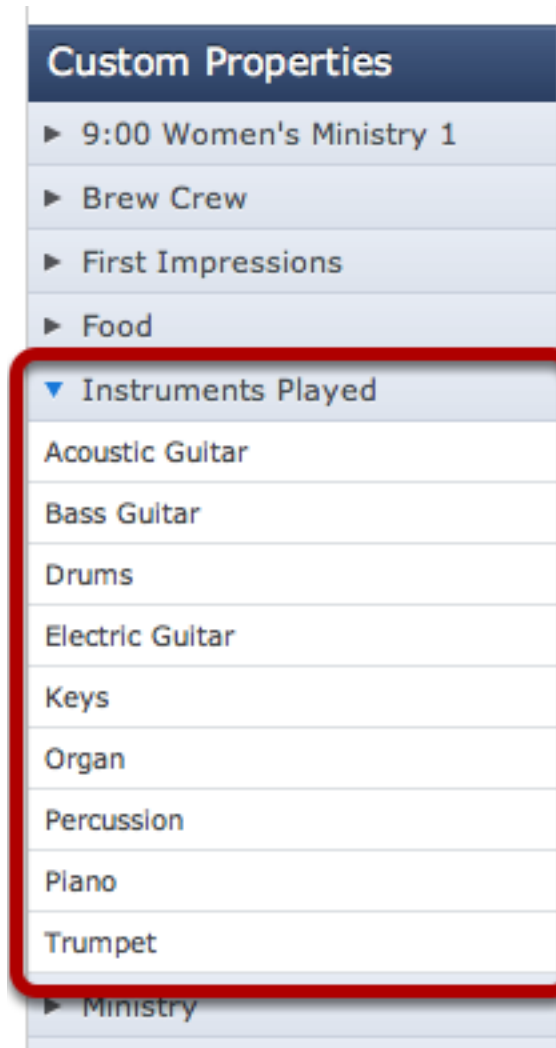 Custom Properties
9:00 Women's Ministry 1
Brew Crew
First Impressions
Food
Instruments Played
Acoustic Guitar
Bass Guitar
Drums
Electric Guitar
Keys
Organ
Percussion
Piano
Trumpet
Ministry